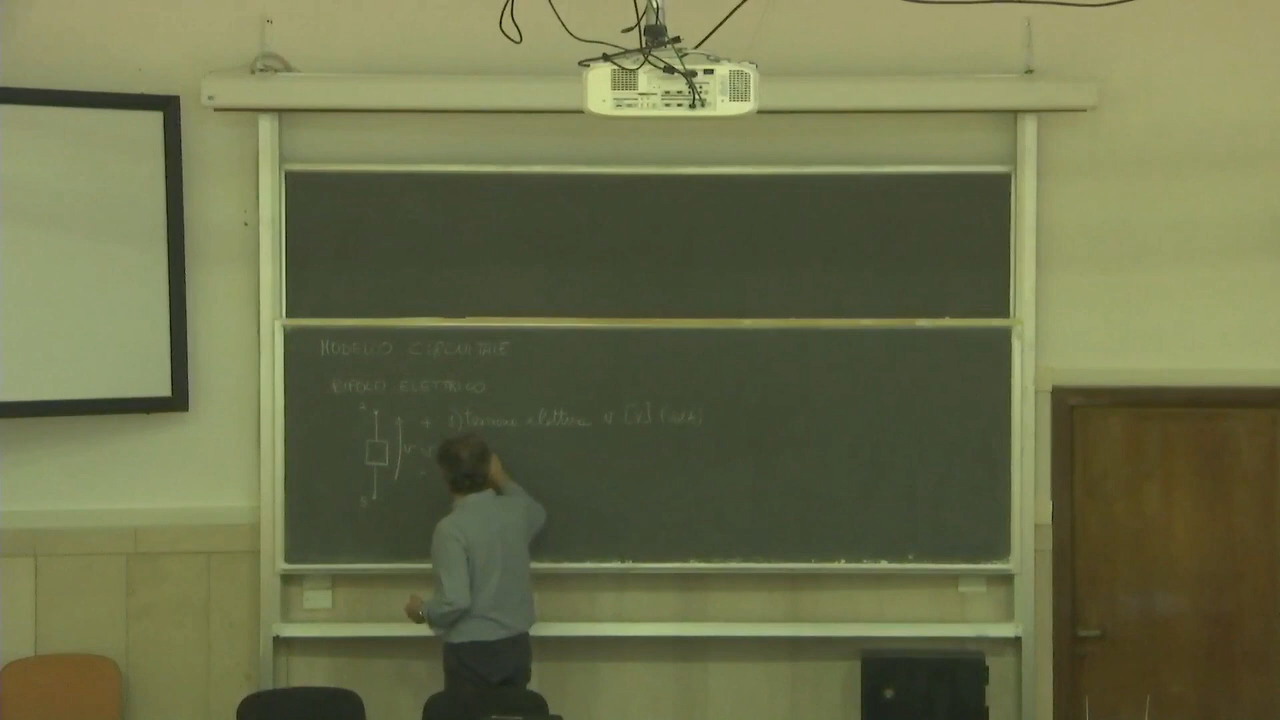 MODELLO CIRCUITALE
BIPOLO ELETTRICO
+ 1) tensione elettrica v [V] (volt)
v